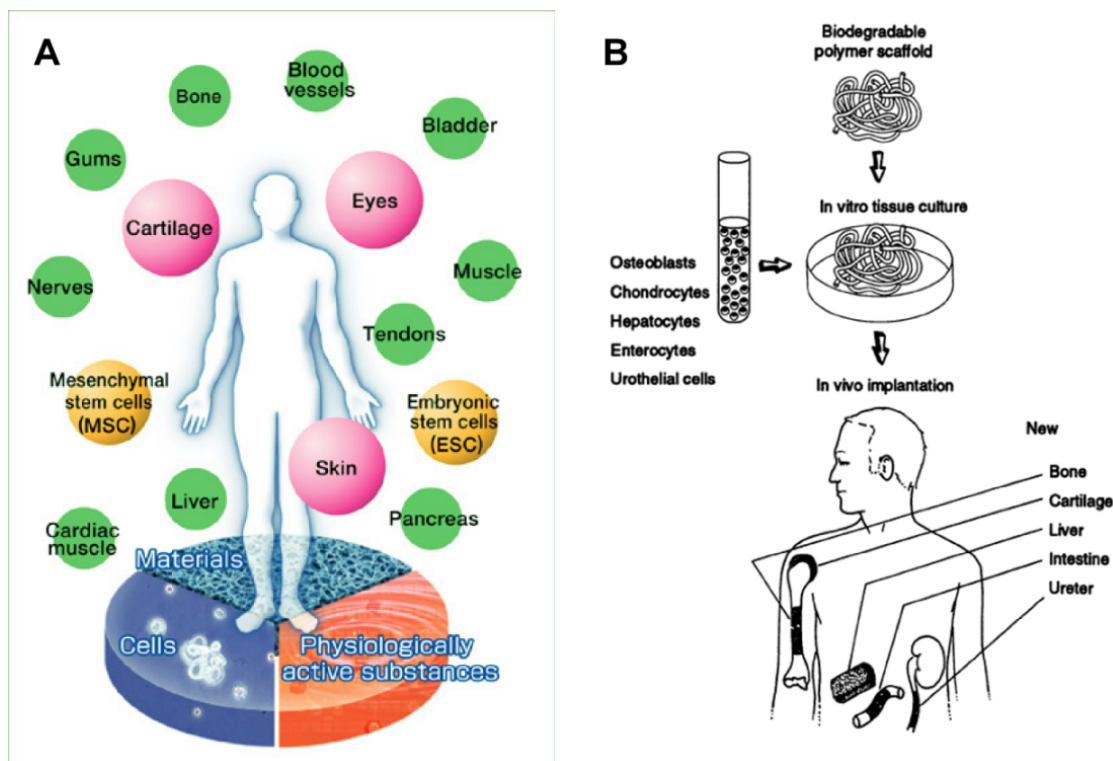 A
Bone
Blood
vessels
Bladder
Gums
Eyes
Cartilage
Muscle
Nerves
Tendons
Mesenchymal
stem cells
(MSC)
Embryonic
stem cells
(ESC)
Skin
Liver
Pancreas
Cardiac
muscle
Materials
Cells
Physiologically
active substances
B
Biodegradable
polymer scaffold
In vitro tissue culture
Osteoblasts
Chondrocytes
Hepatocytes
Enterocytes
Urothelial cells
In vivo implantation
New
Bone
Cartilage
Liver
Intestine
Ureter